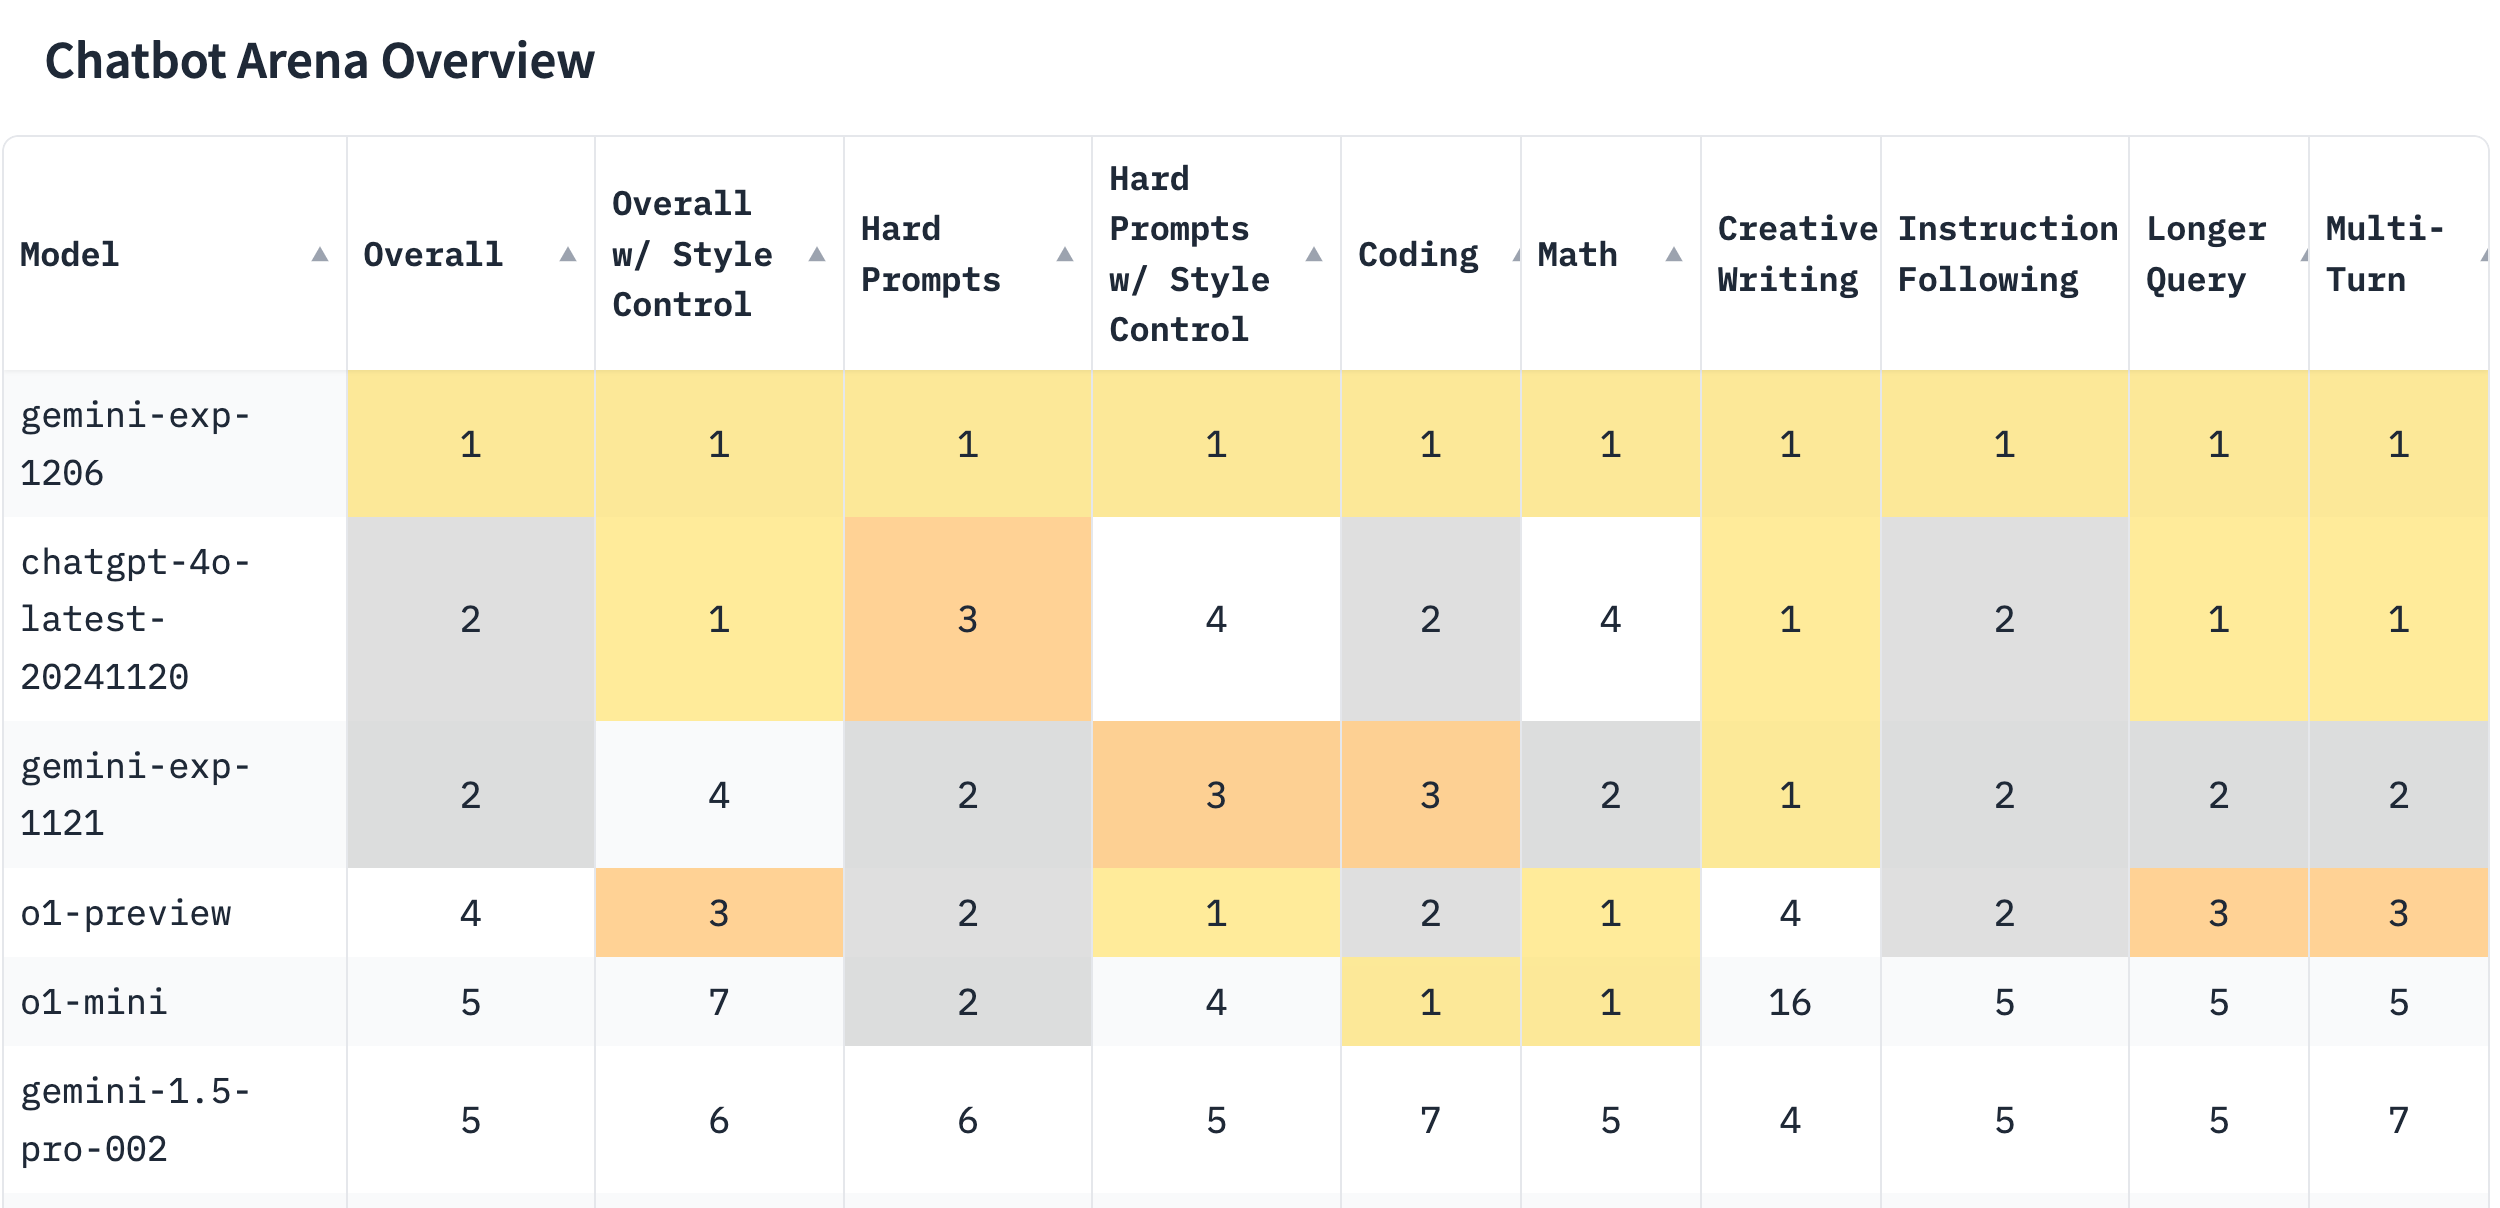 Chatbot Arena Overview
Model Overall Overall w/ Style Control Hard Prompts Hard Prompts w/ Style Control Coding Math Creative Writing Instruction Following Longer Query Multi-Turn
gemini-exp-1206 1 1 1 1 1 1 1 1 1 1
chatgpt-4o-latest-20241120 2 1 3 4 2 4 1 2 1 1
gemini-exp-1121 2 4 2 3 3 2 1 2 2 2
o1-preview 4 3 2 1 2 1 4 2 3 3
o1-mini 5 7 2 4 1 1 16 5 5 5
gemini-1.5-pro-002 5 6 6 5 7 5 4 5 5 7